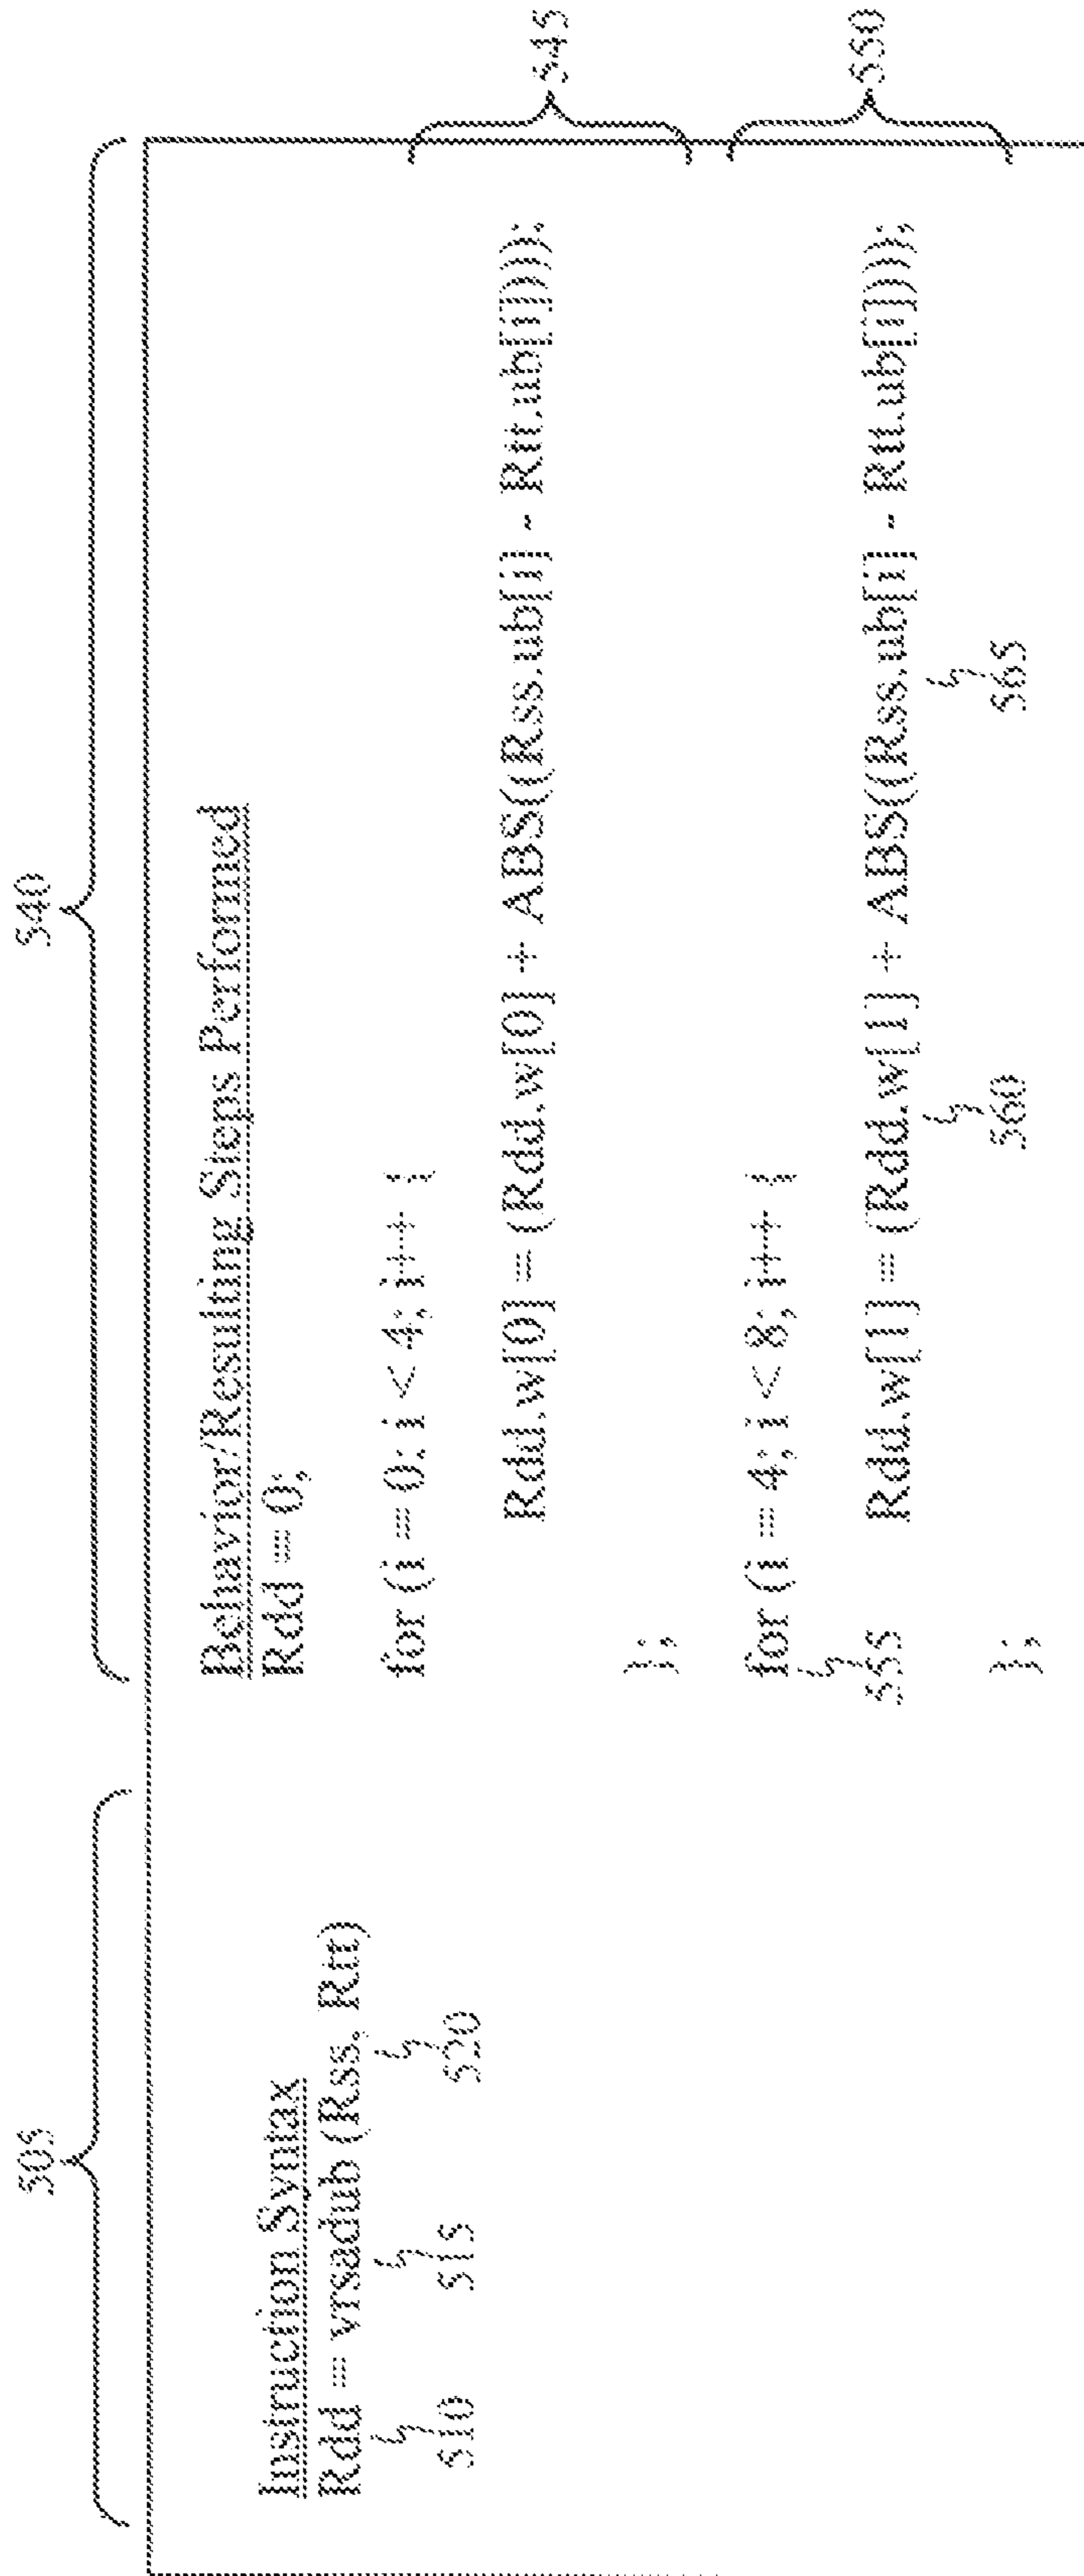 505
Instruction Syntax
Rdd = vrsadub (Rss, Rtt)
510 515 520
540
Behavior/Resulting Steps Performed
Rdd = 0;
for (i = 0; i < 4; i++ {
Rdd.w[0] = (Rdd.w[0] + ABS((Rss.ub[i] - Rtt.ub[i])));
};
545
for (i = 4; i < 8; i++ {
555
Rdd.w[1] = (Rdd.w[1] + ABS((Rss.ub[i] - Rtt.ub[i])));
560 565
};
550